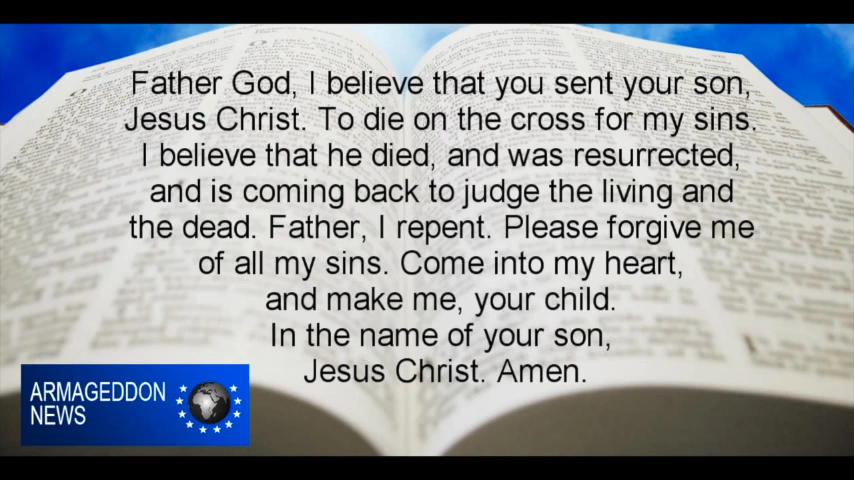 Father God, I believe that you sent your son,
Jesus Christ. To die on the cross for my sins.
I believe that he died, and was resurrected,
and is coming back to judge the living and
the dead. Father, I repent. Please forgive me
of all my sins. Come into my heart,
and make me, your child.
In the name of your son,
Jesus Christ. Amen.
ARMAGEDDON
NEWS